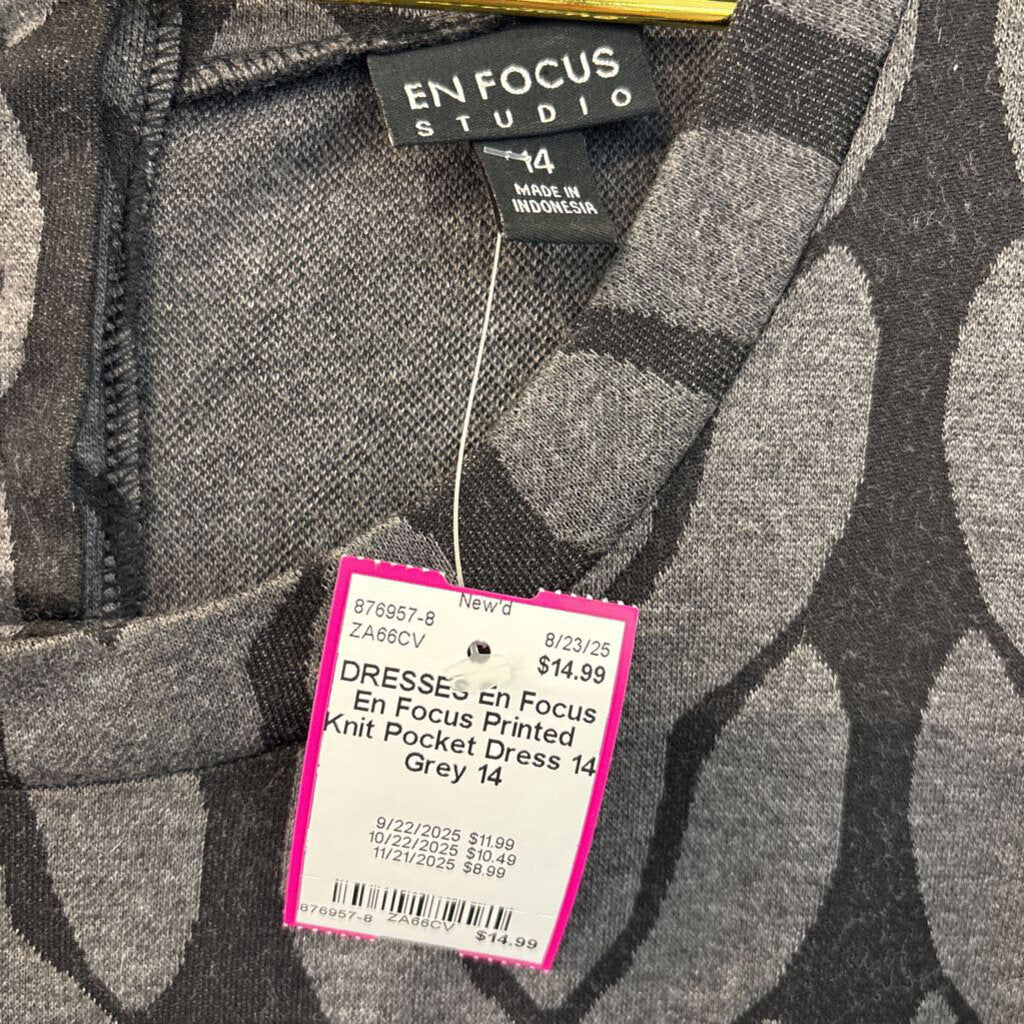 EN FOCUS
STUDIO
14
MADE IN
INDONESIA
New'd
876957-8
8/23/25
ZA66CV
$14.99
DRESSES En Focus
En Focus Printed
Knit Pocket Dress 14
Grey 14
9/22/2025 $11.99
10/22/2025 $10.49
11/21/2025 $8.99
876957-8 ZA66CV $14.99